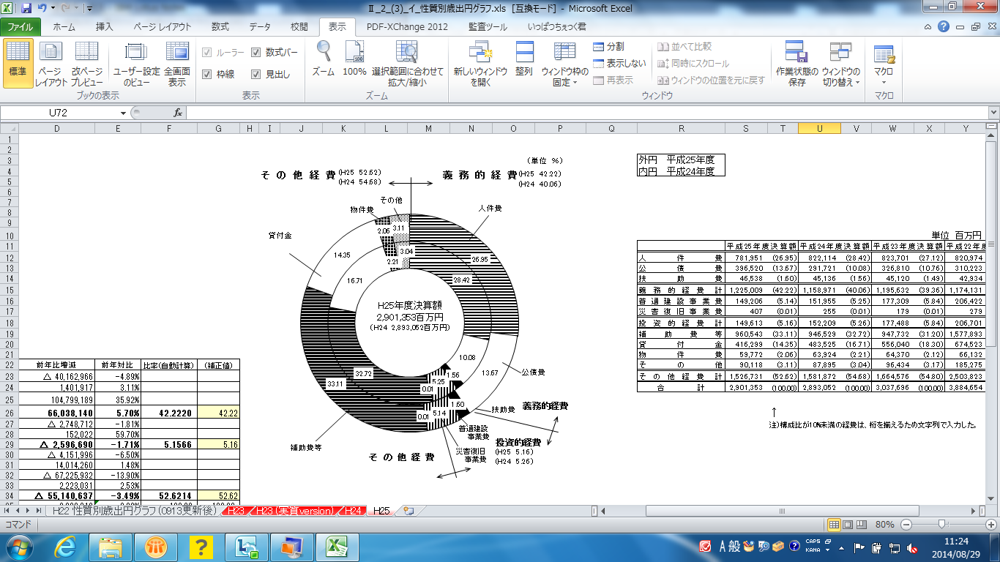 Ⅱ_2_(3)_イ_性質別歳出円グラフ.xls [互換モード] - Microsoft Excel
ファイル ホーム 挿入 ページ レイアウト 数式 データ 校閲 表示 PDF-XChange 2012 監査ツール いっぱつちぇっく君
標準 ページ レイアウト 改ページ プレビュー ユーザー設定 のビュー 全画面 表示
ブックの表示
ルーラー 数式バー
枠線 見出し
表示
ズーム 100% 選択範囲に合わせて 拡大/縮小
ズーム
新しいウィンドウ を開く 整列 ウィンドウ枠の 固定
分割
表示しない
再表示
並べて比較
同時にスクロール
ウィンドウの位置を元に戻す
作業状態の 保存 ウィンドウの 切り替え
ウィンドウ
マクロ
マクロ
U72 fx
D E F G H I J K L M N O P Q R S T U V W X Y
1
2
3
4
5
6
7
8
9
10
11
12
13
14
15
16
17
18
19
20
21
22 前年比増減 前年対比 比率(自動計算) (補正値)
23 △ 40,162,966 -4.89%
24 1,401,917 3.11%
25 104,799,189 35.92%
26 66,038,140 5.70% 42.2220 42.22
27 △ 2,748,712 -1.81%
28 152,022 59.70%
29 △ 2,596,690 -1.71% 5.1566 5.16
30 △ 4,151,996 -6.50%
31 14,014,260 1.48%
32 △ 67,225,932 -13.90%
33 2,223,031 2.53%
34 △ 55,140,637 -3.49% 52.6214 52.62
(単位 %)
その他経費 (H25 52.62)
(H24 54.68)
義務的経費 (H25 42.22)
(H24 40.06)
その他
物件費
人件費
貸付金
2.06
3.11
3.04
2.21
14.35
16.71
26.95
28.42
H25年度決算額
2,901,353百万円
(H24 2,893,052百万円)
10.08
13.67
公債費
32.72
33.11
1.56
5.25
0.01
1.60
5.14
0.01
扶助費
義務的経費
普通建設
事業費
投資的経費
(H25 5.16)
(H24 5.26)
災害復旧
事業費
補助費等
その他経費
外円 平成25年度
内円 平成24年度
単位 百万円
平成25年度決算額 平成24年度決算額 平成23年度決算額 平成22年度
人件費 781,951 (26.95) 822,114 (28.42) 823,701 (27.12) 820,974
公債費 396,520 (13.67) 291,721 (10.08) 326,810 (10.76) 310,223
扶助費 46,538 (1.60) 45,136 (1.56) 45,120 (1.49) 42,934
義務的経費計 1,225,009 (42.22) 1,158,971 (40.06) 1,195,632 (39.36) 1,174,131
普通建設事業費 149,206 (5.14) 151,955 (5.25) 177,309 (5.84) 206,422
災害復旧事業費 407 (0.01) 255 (0.01) 179 (0.01) 279
投資的経費計 149,613 (5.16) 152,209 (5.26) 177,488 (5.84) 206,701
補助費等 960,543 (33.11) 946,529 (32.72) 947,732 (31.20) 1,577,893
貸付金 416,299 (14.35) 483,525 (16.71) 556,040 (18.30) 674,523
物件費 59,772 (2.06) 63,924 (2.21) 64,370 (2.12) 66,132
その他 90,118 (3.11) 87,895 (3.04) 96,434 (3.17) 185,275
その他経費計 1,526,731 (52.62) 1,581,872 (54.68) 1,664,576 (54.80) 2,503,823
合計 2,901,353 (100.00) 2,893,052 (100.00) 3,037,696 (100.00) 3,884,654
↑
注)構成比が10%未満の経費は、桁を揃えるため文字列で入力した。
H22 性質別歳出円グラフ(0913更新後) H23 H23 (実質version) H24 H25
コマンド 80%
A 般 CAPS KANA
11:24
2014/08/29